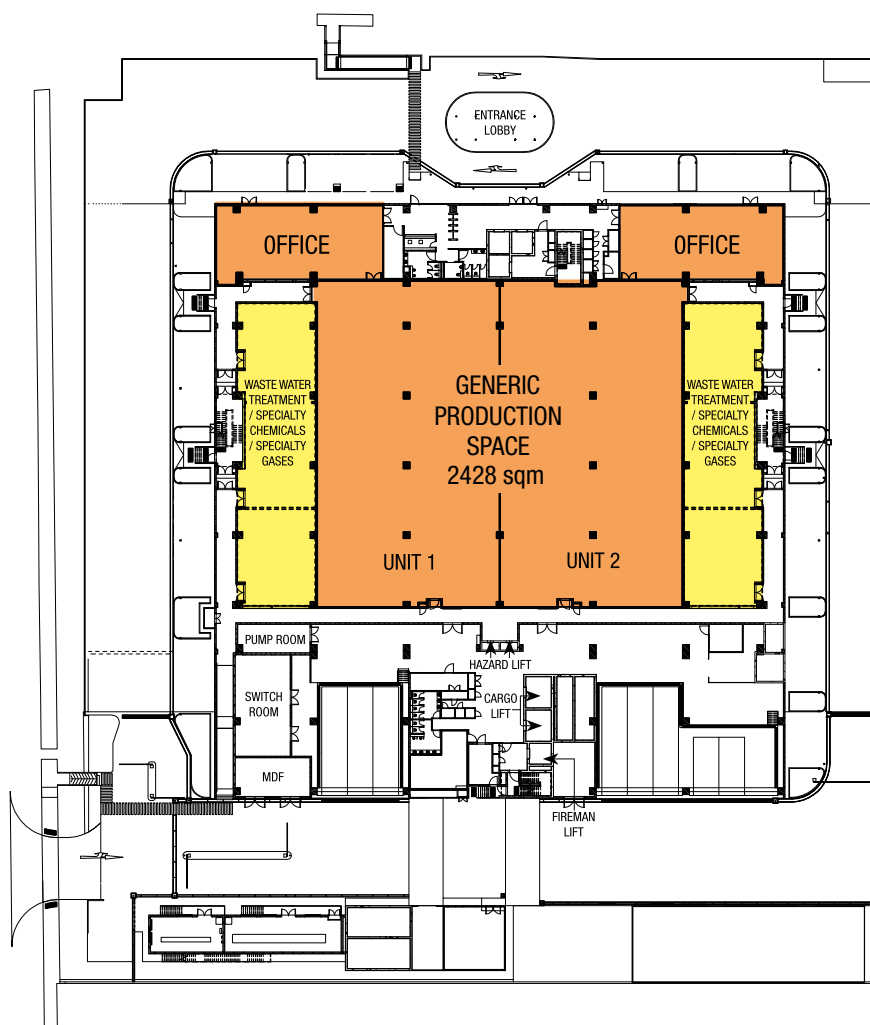 ENTRANCE
LOBBY
OFFICE
OFFICE
WASTE WATER
TREATMENT
/ SPECIALTY
CHEMICALS
/ SPECIALTY
GASES
GENERIC
PRODUCTION
SPACE
2428 sqm
WASTE WATER
TREATMENT
/ SPECIALTY
CHEMICALS
/ SPECIALTY
GASES
UNIT 1
UNIT 2
PUMP ROOM
HAZARD LIFT
SWITCH
ROOM
CARGO
LIFT
MDF
FIREMAN
LIFT